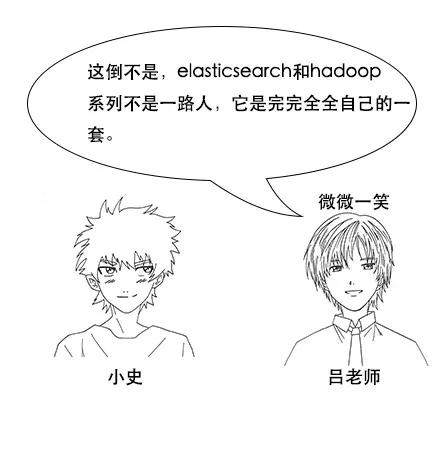 这倒不是，elasticsearch和hadoop
系列不是一路人，它是完完全全自己的一
套。
微微一笑
小史
吕老师